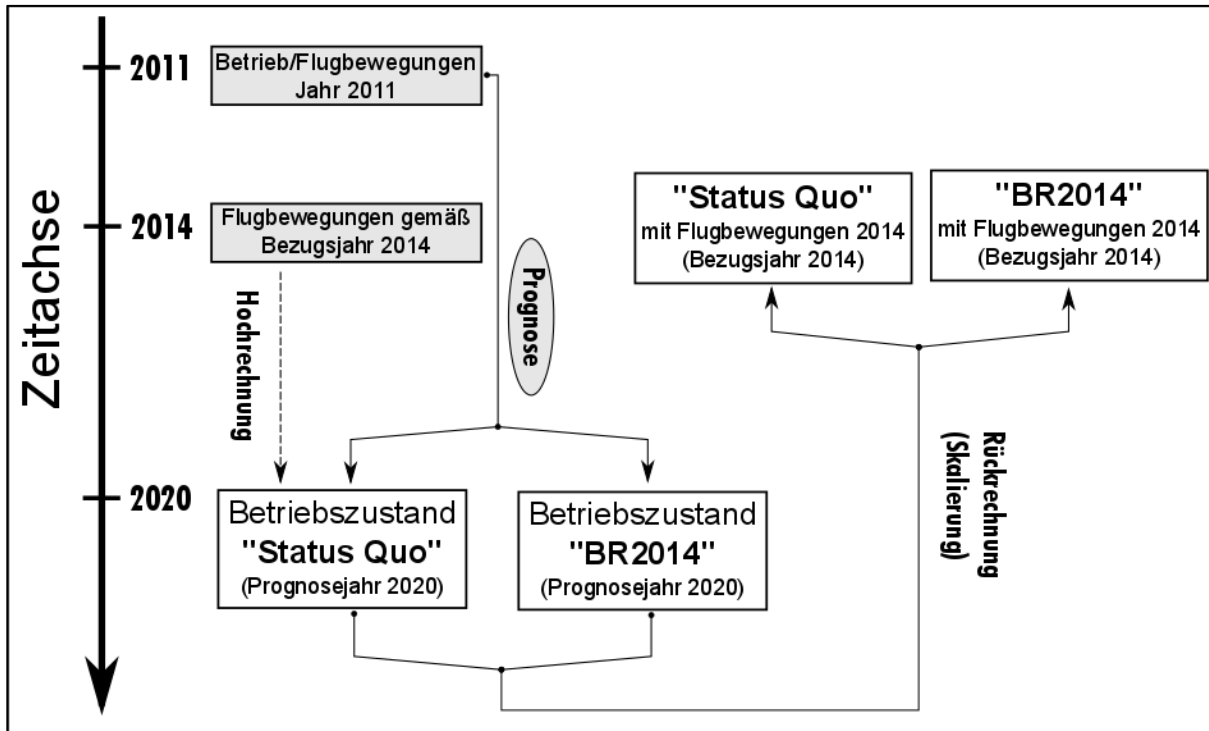 Zeitachse
2011
Betrieb/Flugbewegungen
Jahr 2011
2014
Flugbewegungen gemäß
Bezugsjahr 2014
"Status Quo"
mit Flugbewegungen 2014
(Bezugsjahr 2014)
"BR2014"
mit Flugbewegungen 2014
(Bezugsjahr 2014)
Hochrechnung
Prognose
Rückrechnung
(Skalierung)
2020
Betriebszustand
"Status Quo"
(Prognosejahr 2020)
Betriebszustand
"BR2014"
(Prognosejahr 2020)